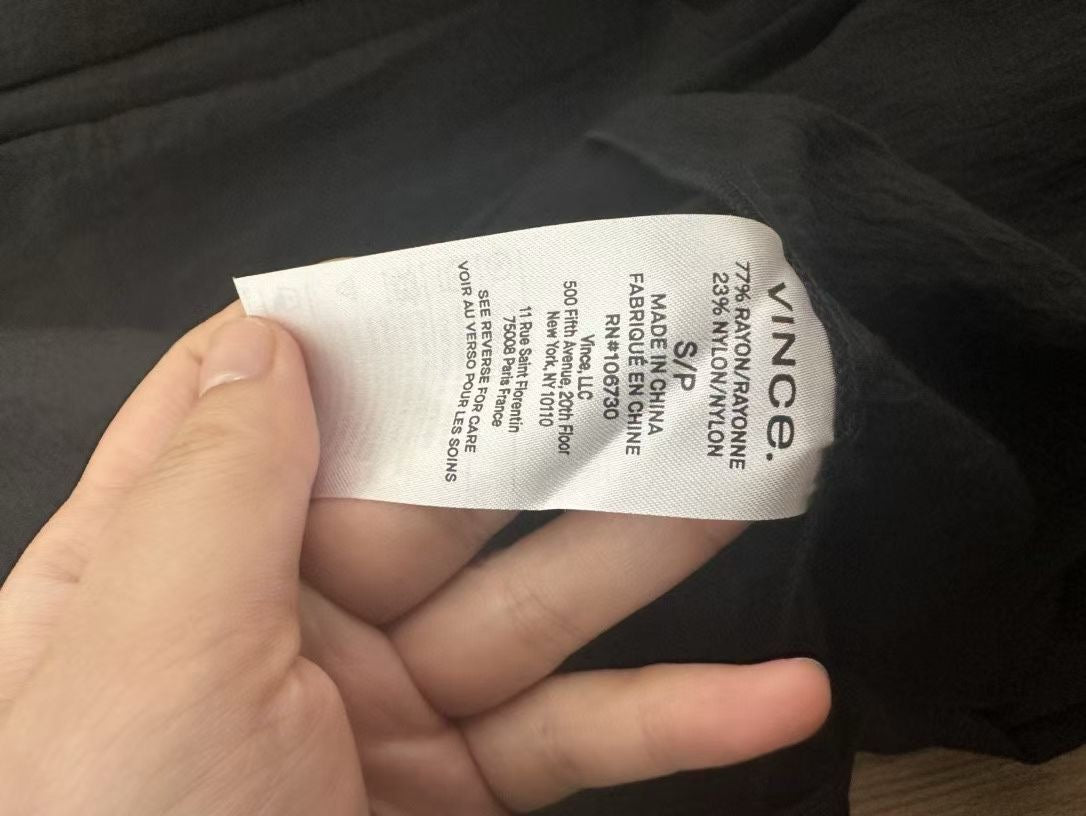 VINCE.
77% RAYON/RAYONNE
23% NYLON/NYLON
S/P
MADE IN CHINA
FABRIQUÉ EN CHINE
RN#106730
Vince, LLC
500 Fifth Avenue, 20th Floor
New York, NY 10110
11 Rue Saint Florentin
75008 Paris France
SEE REVERSE FOR CARE
VOIR AU VERSO POUR LES SOINS